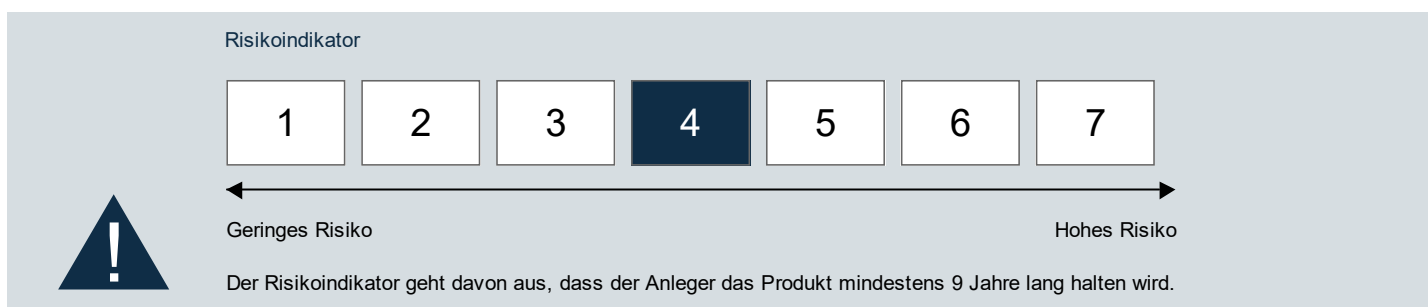 Risikoindikator
1 2 3 4 5 6 7
Geringes Risiko Hohes Risiko
!
Der Risikoindikator geht davon aus, dass der Anleger das Produkt mindestens 9 Jahre lang halten wird.